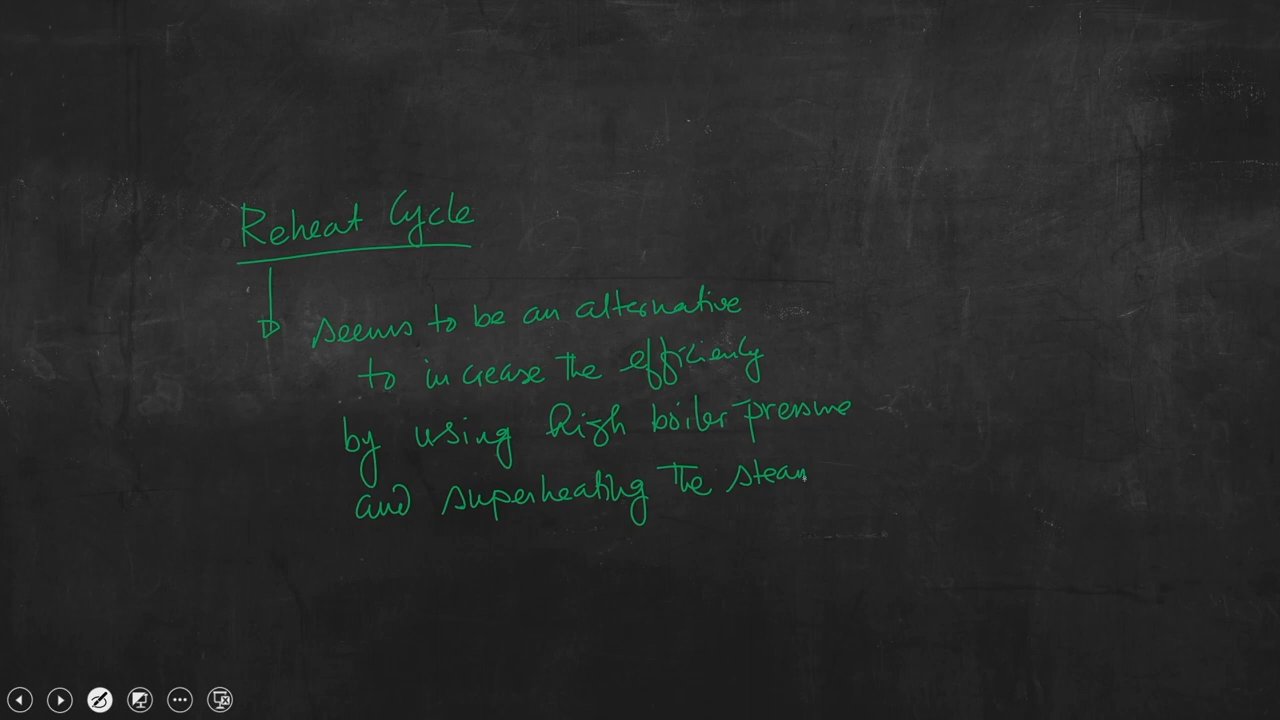 Reheat Cycle
seems to be an alternative
to increase the efficiency
by using high boiler pressure
and superheating the steam